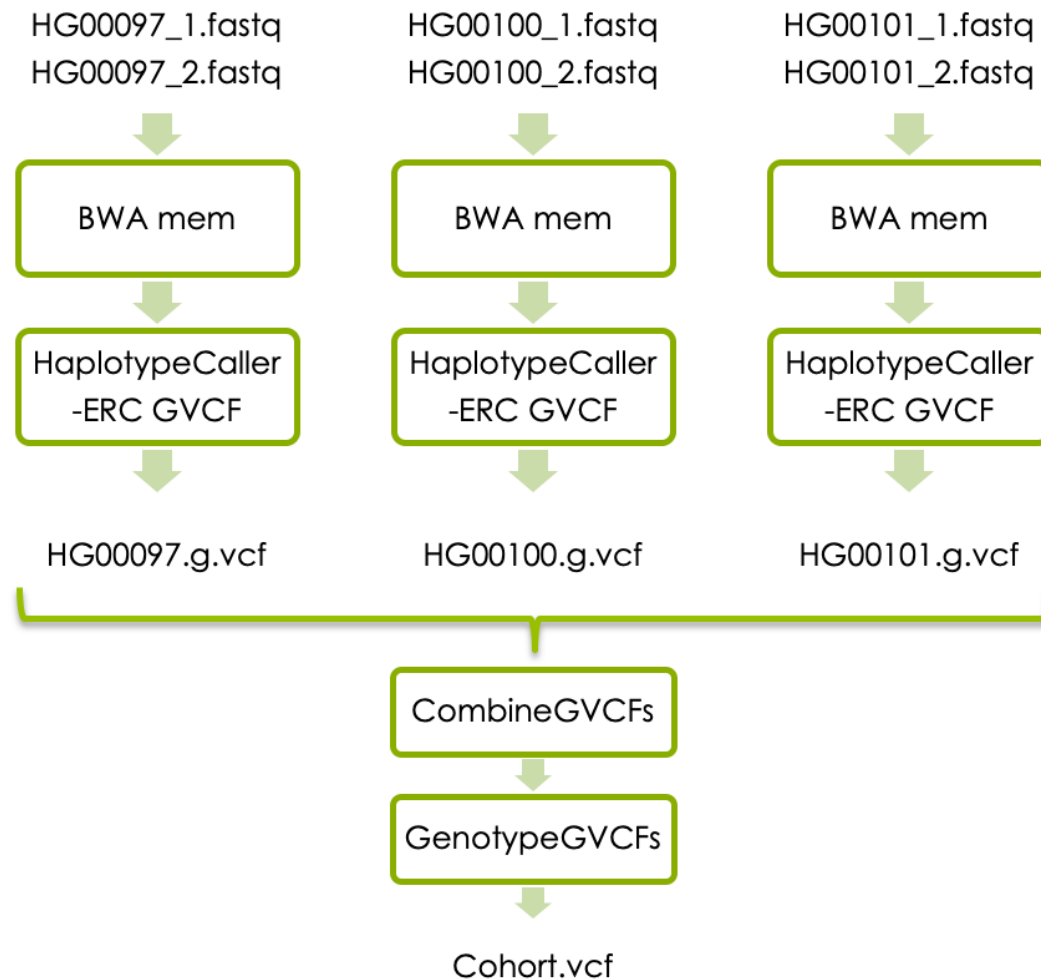 HG00097_1.fastq
HG00097_2.fastq
HG00100_1.fastq
HG00100_2.fastq
HG00101_1.fastq
HG00101_2.fastq
BWA mem
BWA mem
BWA mem
HaplotypeCaller
-ERC GVCF
HaplotypeCaller
-ERC GVCF
HaplotypeCaller
-ERC GVCF
HG00097.g.vcf
HG00100.g.vcf
HG00101.g.vcf
CombineGVCFs
GenotypeGVCFs
Cohort.vcf